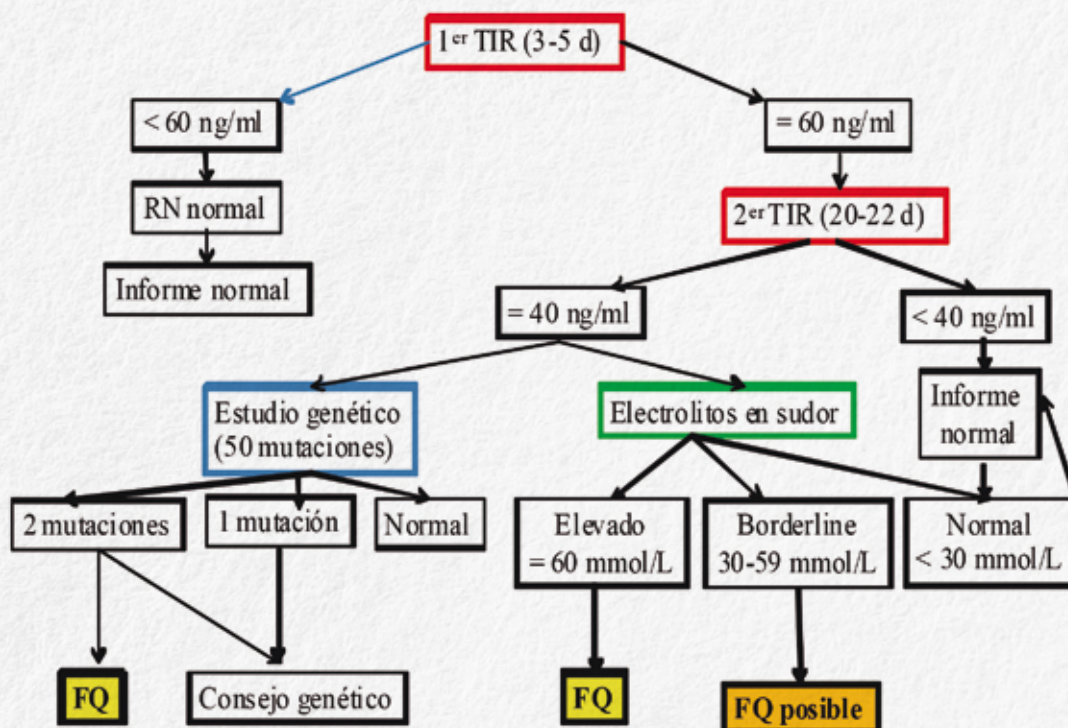 1er TIR (3-5 d)
< 60 ng/ml
= 60 ng/ml
RN normal
2er TIR (20-22 d)
Informe normal
= 40 ng/ml
< 40 ng/ml
Estudio genético
(50 mutaciones)
Electrolitos en sudor
Informe
normal
2 mutaciones
1 mutación
Normal
Elevado
= 60 mmol/L
Borderline
30-59 mmol/L
Normal
< 30 mmol/L
FQ
Consejo genético
FQ
FQ posible